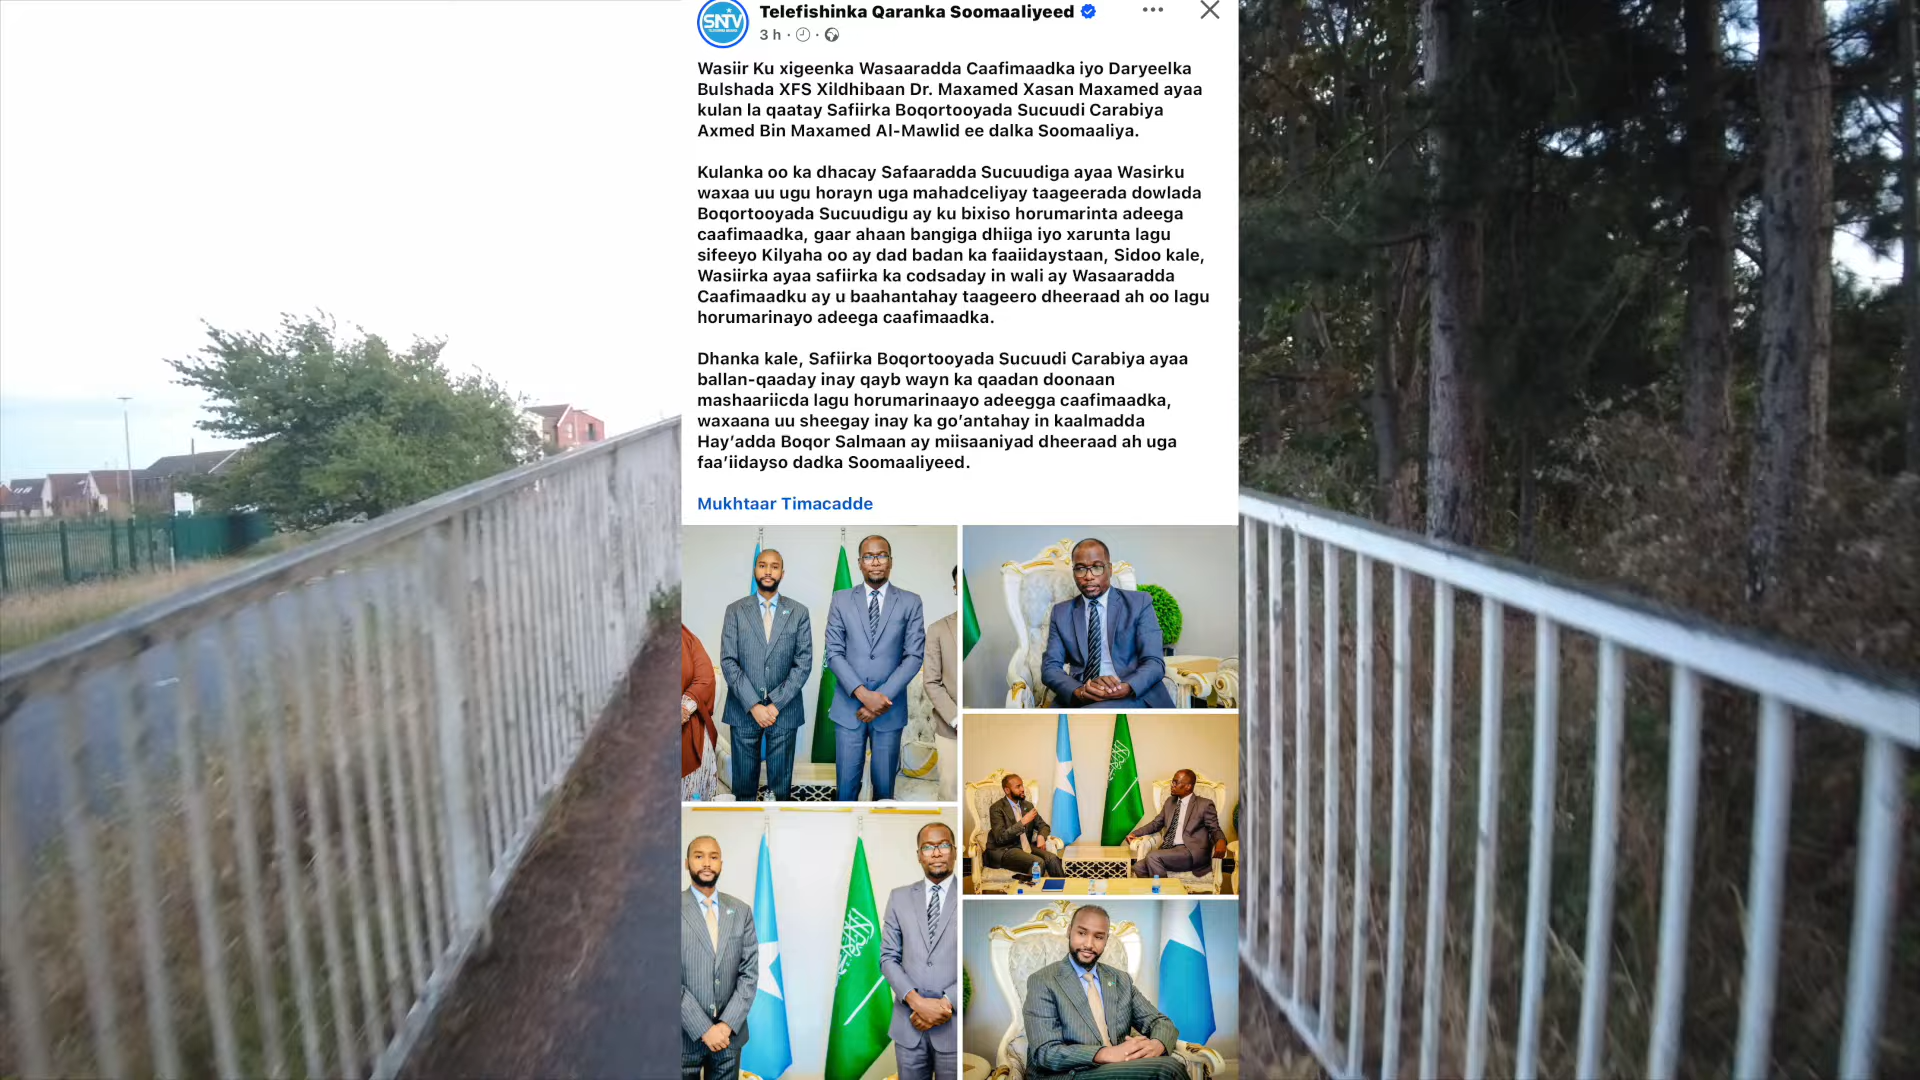 SNTV
Telefishinka Qaranka Soomaaliyeed
3 h
Wasiir Ku xigeenka Wasaaradda Caafimaadka iyo Daryeelka
Bulshada XFS Xildhibaan Dr. Maxamed Xasan Maxamed ayaa
kulan la qaatay Safiirka Boqortooyada Sucuudi Carabiya
Axmed Bin Maxamed Al-Mawlid ee dalka Soomaaliya.
Kulanka oo ka dhacay Safaaradda Sucuudiga ayaa Wasirku
waxaa uu ugu horayn uga mahadceliyay taageerada dowlada
Boqortooyada Sucuudigu ay ku bixiso horumarinta adeega
caafimaadka, gaar ahaan bangiga dhiiga iyo xarunta lagu
sifeeyo Kilyaha oo ay dad badan ka faaiidaystaan, Sidoo kale,
Wasiirka ayaa safiirka ka codsaday in wali ay Wasaaradda
Caafimaadku ay u baahantahay taageero dheeraad ah oo lagu
horumarinayo adeega caafimaadka.
Dhanka kale, Safiirka Boqortooyada Sucuudi Carabiya ayaa
ballan-qaaday inay qayb wayn ka qaadan doonaan
mashaariicda lagu horumarinaayo adeegga caafimaadka,
waxaana uu sheegay inay ka go’antahay in kaalmadda
Hay’adda Boqor Salmaan ay miisaaniyad dheeraad ah uga
faa’iidayso dadka Soomaaliyeed.
Mukhtaar Timacadde